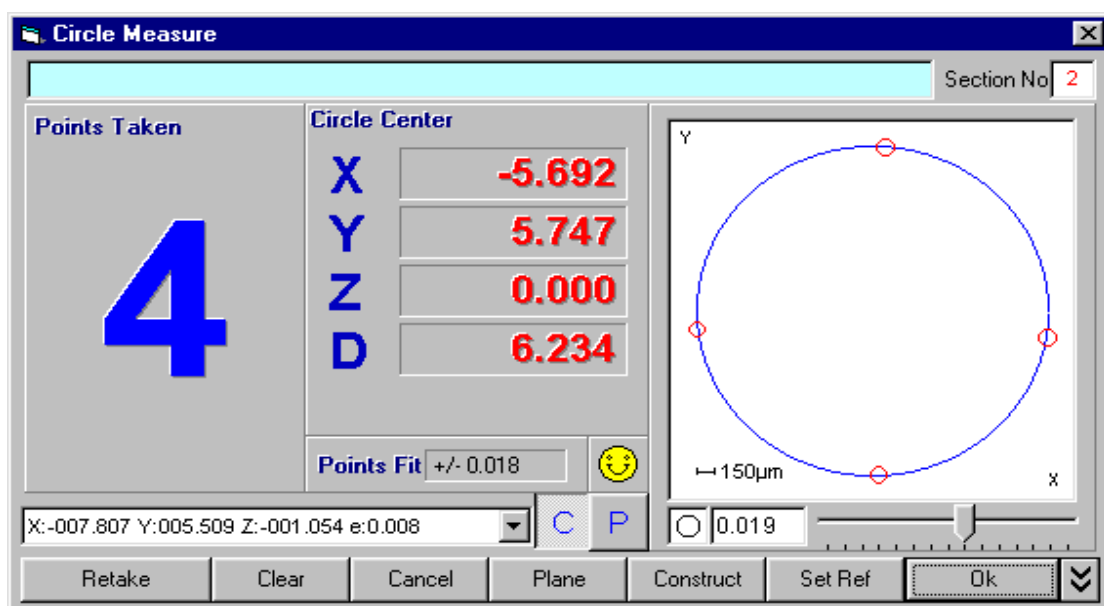 Circle Measure
Section No 2
Points Taken
4
Circle Center
X -5.692
Y 5.747
Z 0.000
D 6.234
Points Fit +/- 0.018
Y
150µm
X
X:-007.807 Y:005.509 Z:-001.054 e:0.008
C P
0.019
Retake Clear Cancel Plane Construct Set Ref Ok